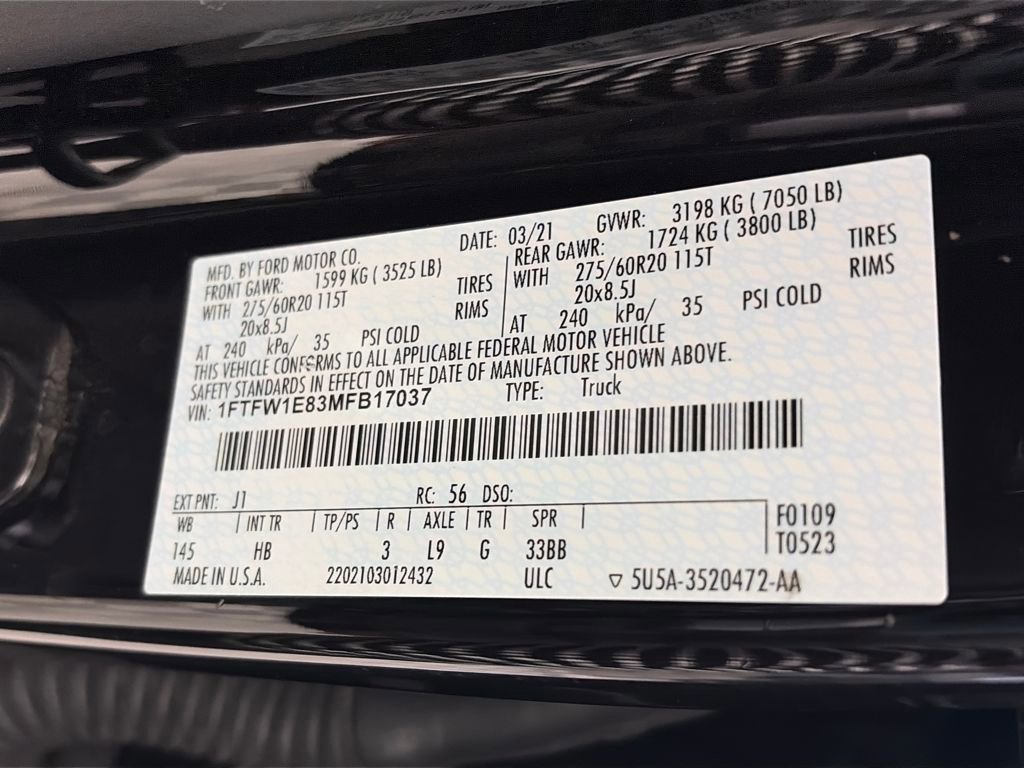 MFD. BY FORD MOTOR CO.
DATE: 03/21 GVWR: 3198 KG ( 7050 LB)
FRONT GAWR: 1599 KG ( 3525 LB)
REAR GAWR: 1724 KG ( 3800 LB)
WITH 275/60R20 115T TIRES
WITH 275/60R20 115T TIRES
20x8.5J RIMS
20x8.5J RIMS
AT 240 kPa/ 35 PSI COLD
AT 240 kPa/ 35 PSI COLD
THIS VEHICLE CONFORMS TO ALL APPLICABLE FEDERAL MOTOR VEHICLE
SAFETY STANDARDS IN EFFECT ON THE DATE OF MANUFACTURE SHOWN ABOVE.
VIN: 1FTFW1E83MFB17037 TYPE: Truck
EXT PNT: J1 RC: 56 DSO:
WB INT TR TP/PS R AXLE TR SPR F0109
145 HB 3 L9 G 33BB T0523
MADE IN U.S.A. 2202103012432 ULC ▽ 5U5A-3520472-AA